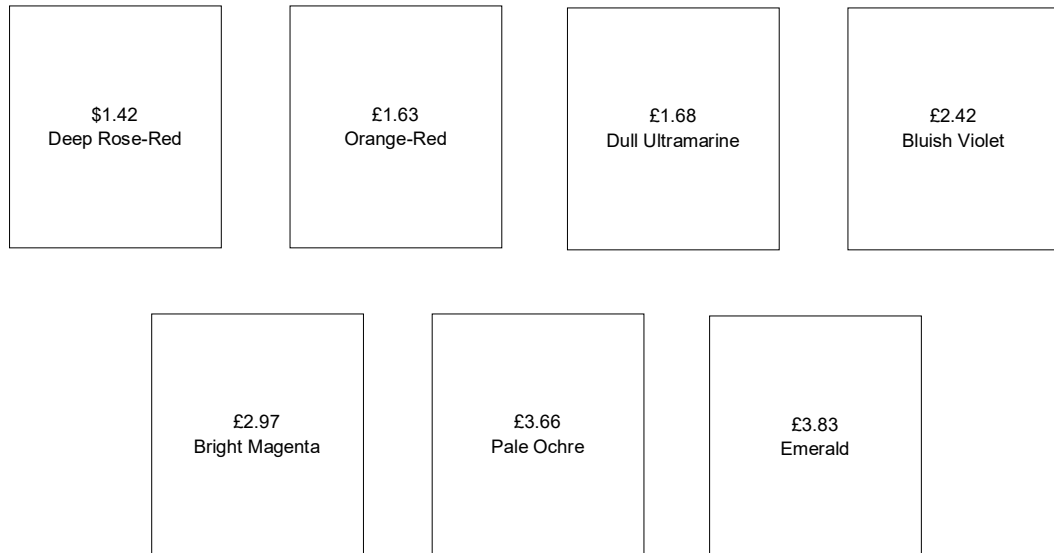 $1.42
Deep Rose-Red
£1.63
Orange-Red
£1.68
Dull Ultramarine
£2.42
Bluish Violet
£2.97
Bright Magenta
£3.66
Pale Ochre
£3.83
Emerald